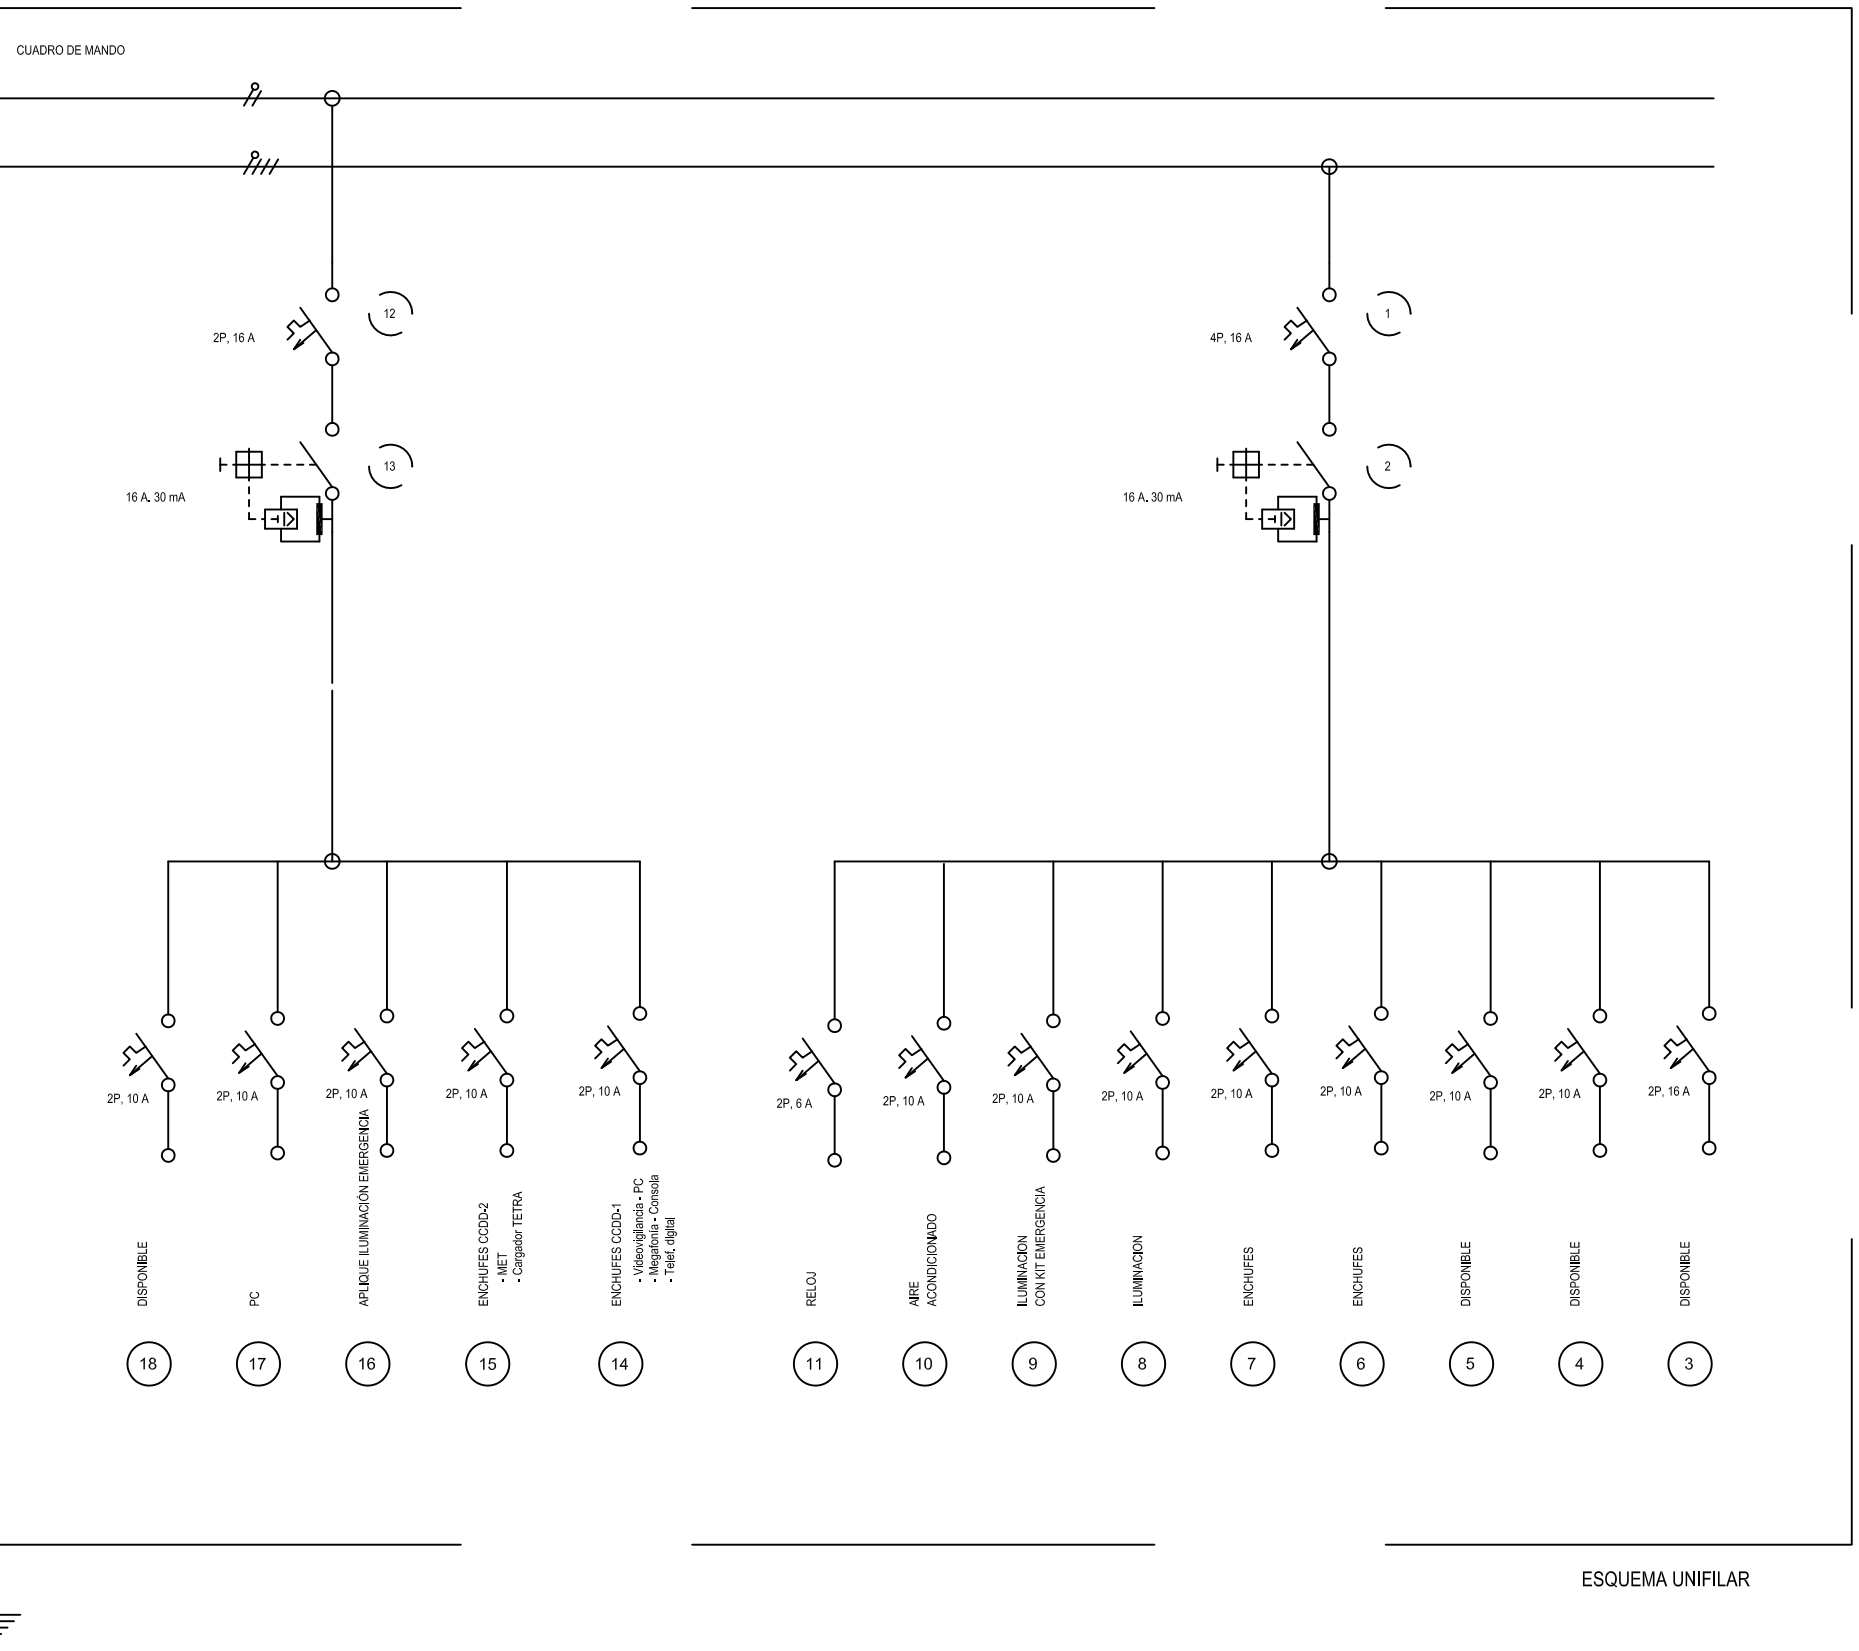 CUADRO DE MANDO
12
1
2P, 16 A
4P, 16 A
13
2
16 A. 30 mA
16 A. 30 mA
2P, 10 A
2P, 10 A
2P, 10 A
2P, 10 A
2P, 10 A
2P, 6 A
2P, 10 A
2P, 10 A
2P, 10 A
2P, 10 A
2P, 10 A
2P, 10 A
2P, 10 A
2P, 16 A
DISPONIBLE
PC
APLIQUE ILUMINACIÓN EMERGENCIA
ENCHUFES CCDD-2
- MET
- Cargador TETRA
ENCHUFES CCDD-1
- Videovigilancia - PC
- Megafonía - Consola
- Telef. digital
RELOJ
AIRE
ACONDICIONADO
ILUMINACION
CON KIT EMERGENCIA
ILUMINACION
ENCHUFES
ENCHUFES
DISPONIBLE
DISPONIBLE
DISPONIBLE
18
17
16
15
14
11
10
9
8
7
6
5
4
3
ESQUEMA UNIFILAR